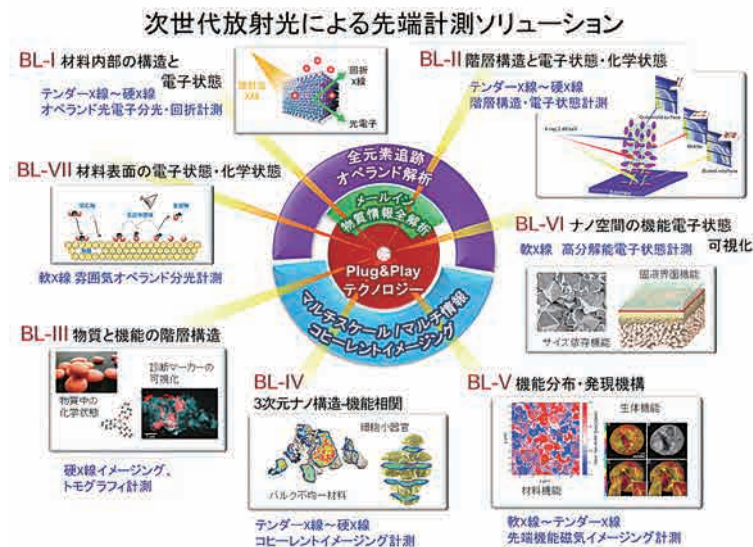 次世代放射光による先端計測ソリューション
BL-I 材料内部の構造と
電子状態
テンダーX線～硬X線
オペランド光電子分光・回折計測
回折
X線
光電子
BL-II 階層構造と電子状態・化学状態
テンダーX線～硬X線
階層構造・電子状態計測
BL-VII 材料表面の電子状態・化学状態
軟X線 雰囲気オペランド分光計測
全元素追跡
オペランド解析
メールイン
物質情報全解析
Plug&Play
テクノロジー
マルチスケール/マルチ情報
コヒーレントイメージング
BL-VI ナノ空間の機能電子状態
可視化
軟X線 高分解能電子状態計測
固液界面機能
サイズ依存機能
BL-III 物質と機能の階層構造
診断マーカーの
可視化
物質中の
化学状態
硬X線イメージング、
トモグラフィ計測
BL-IV
3次元ナノ構造-機能相関
細胞小器官
バルク不均一材料
テンダーX線～硬X線
コヒーレントイメージング計測
BL-V 機能分布・発現機構
生体機能
材料機能
軟X線～テンダーX線
先端機能磁気イメージング計測